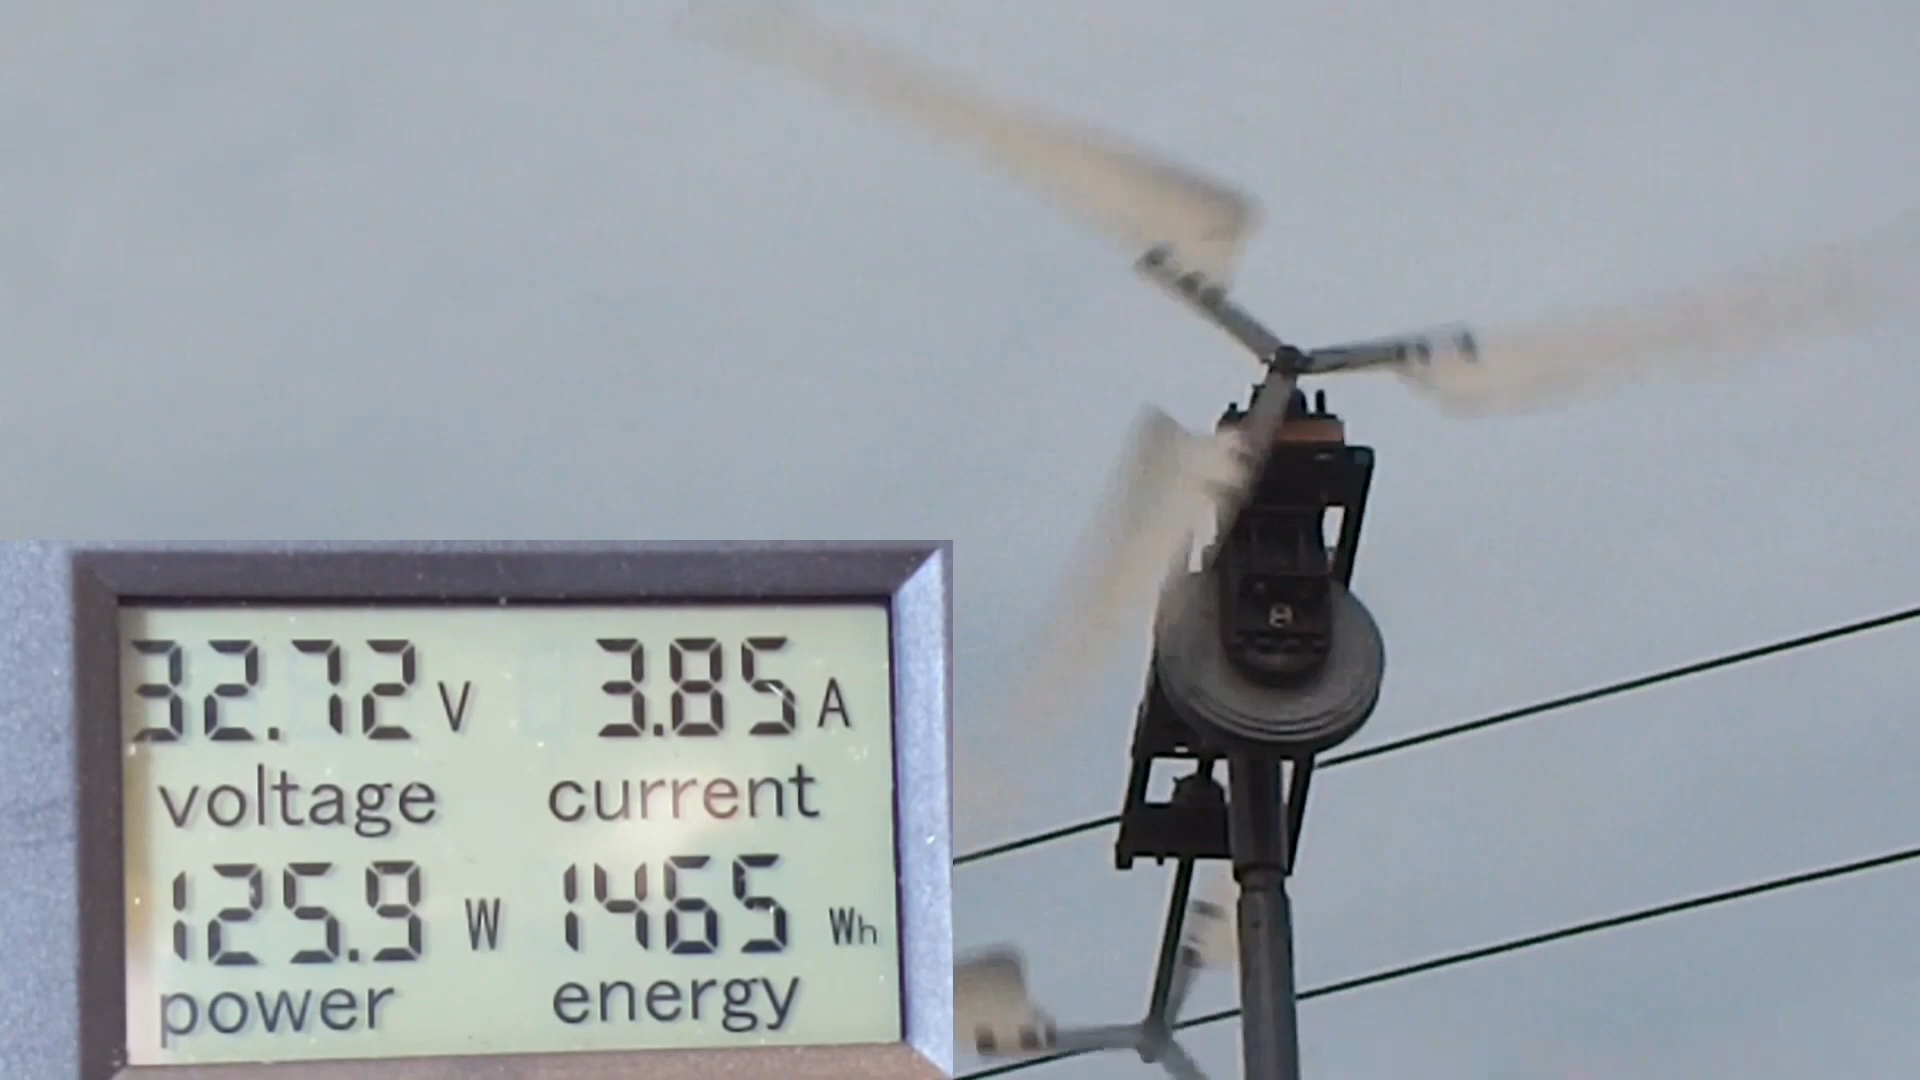 32.72 V 3.85 A
voltage current
125.9 W 1465 Wh
power energy